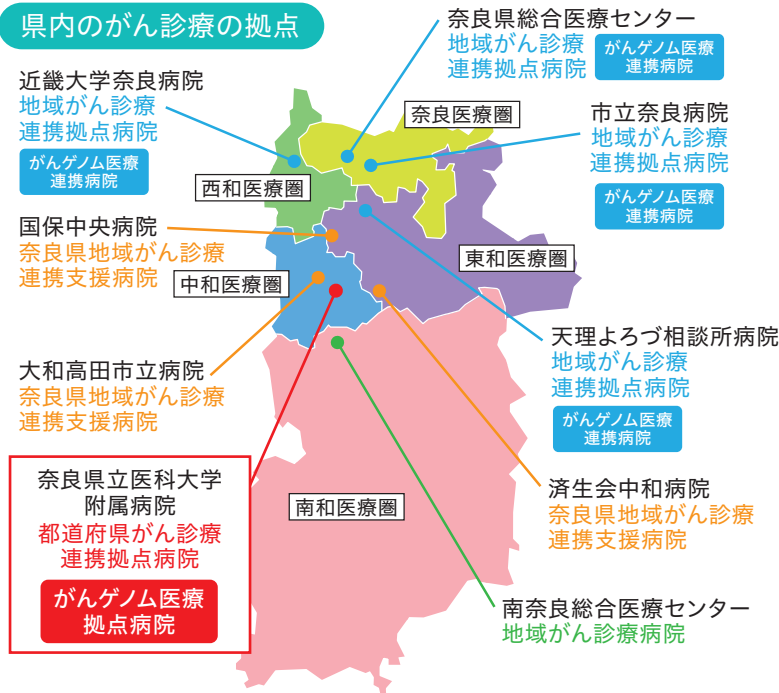 県内のがん診療の拠点
奈良県総合医療センター
地域がん診療
連携拠点病院
がんゲノム医療
連携病院
近畿大学奈良病院
地域がん診療
連携拠点病院
がんゲノム医療
連携病院
奈良医療圏
市立奈良病院
地域がん診療
連携拠点病院
がんゲノム医療
連携病院
西和医療圏
国保中央病院
奈良県地域がん診療
連携支援病院
東和医療圏
中和医療圏
天理よろづ相談所病院
地域がん診療
連携拠点病院
がんゲノム医療
連携病院
大和高田市立病院
奈良県地域がん診療
連携支援病院
奈良県立医科大学
附属病院
都道府県がん診療
連携拠点病院
がんゲノム医療
拠点病院
南和医療圏
済生会中和病院
奈良県地域がん診療
連携支援病院
南奈良総合医療センター
地域がん診療病院